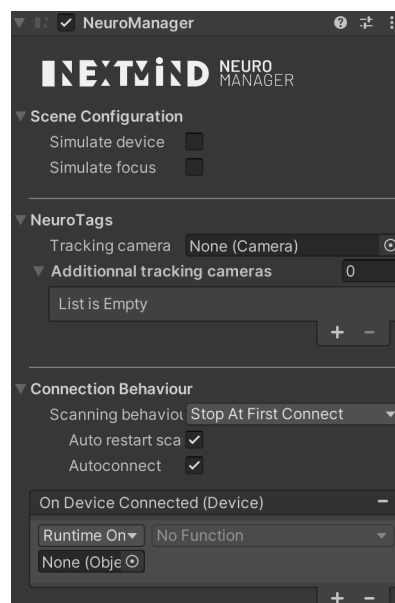 NeuroManager
NEXTMIND NEURO MANAGER
Scene Configuration
Simulate device
Simulate focus
NeuroTags
Tracking camera None (Camera)
Additionnal tracking cameras 0
List is Empty
+ −
Connection Behaviour
Scanning behaviou Stop At First Connect
Auto restart sca
Autoconnect
On Device Connected (Device) −
Runtime On No Function
None (Obje
+ −